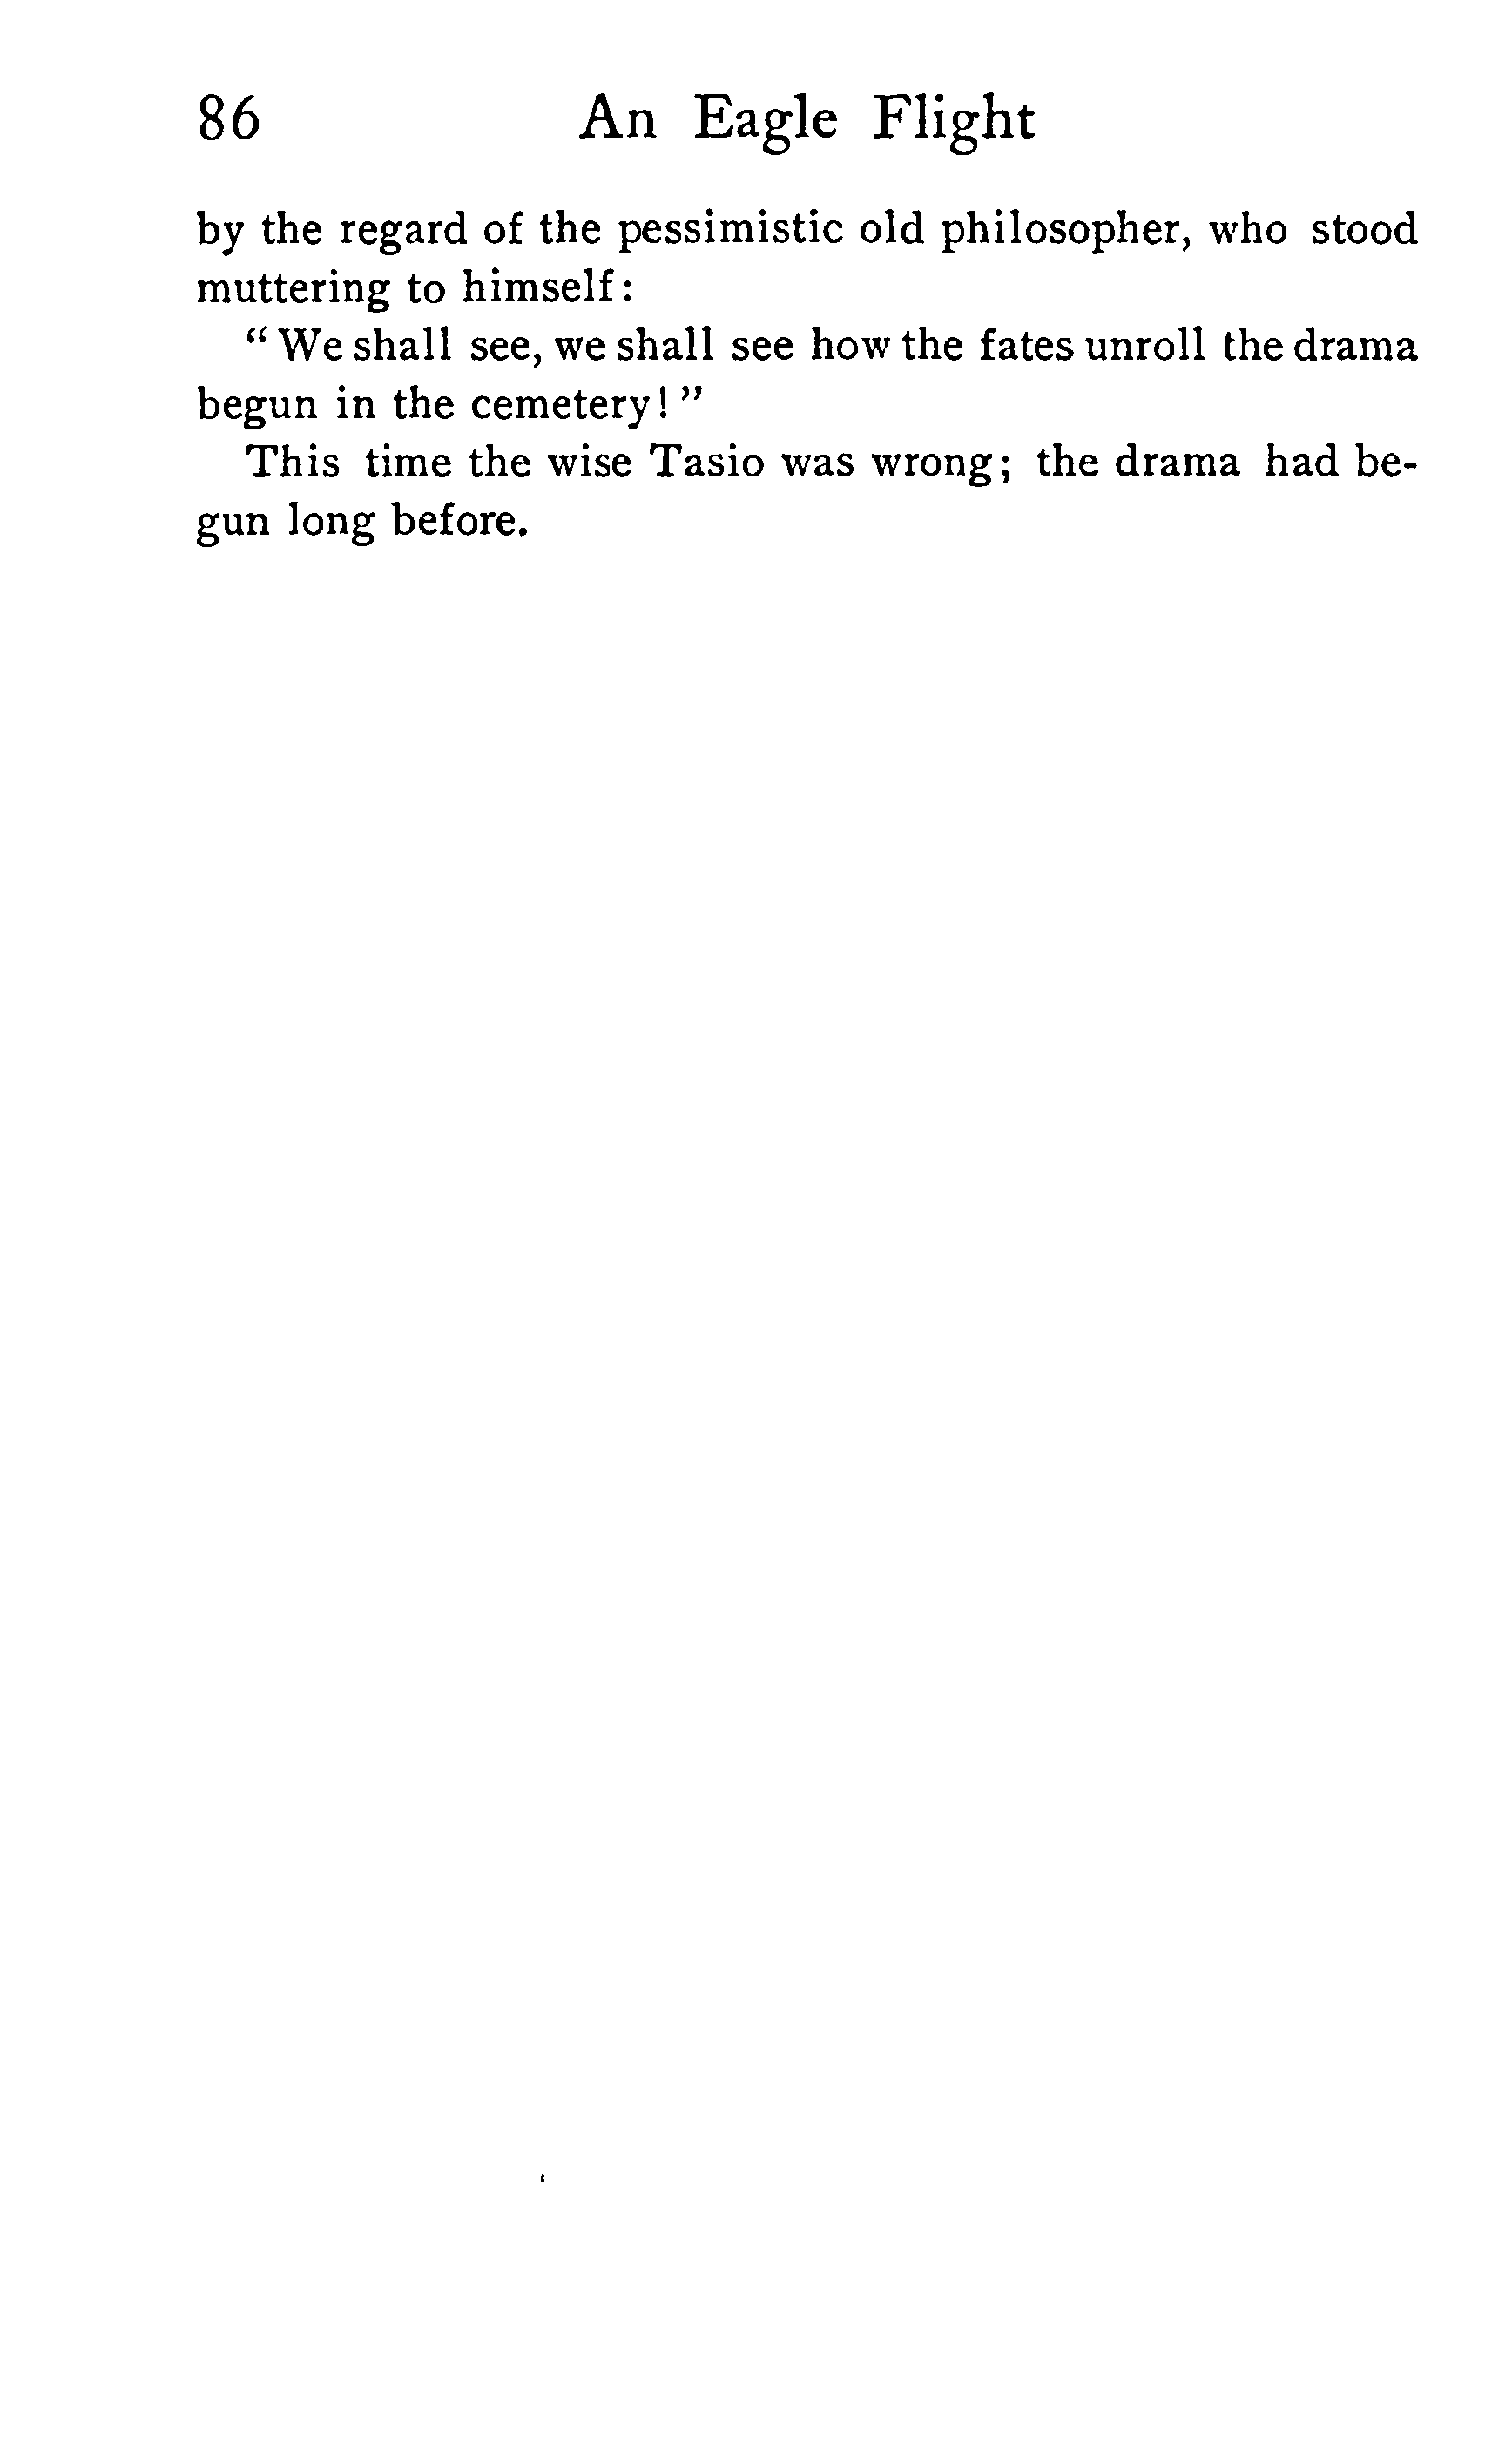 86 An Eagle Flight
by the regard of the pessimistic old philosopher, who stood
muttering to himself:
“ We shall see, we shall see how the fates unroll the drama
begun in the cemetery! ”
This time the wise Tasio was wrong; the drama had be-
gun long before.